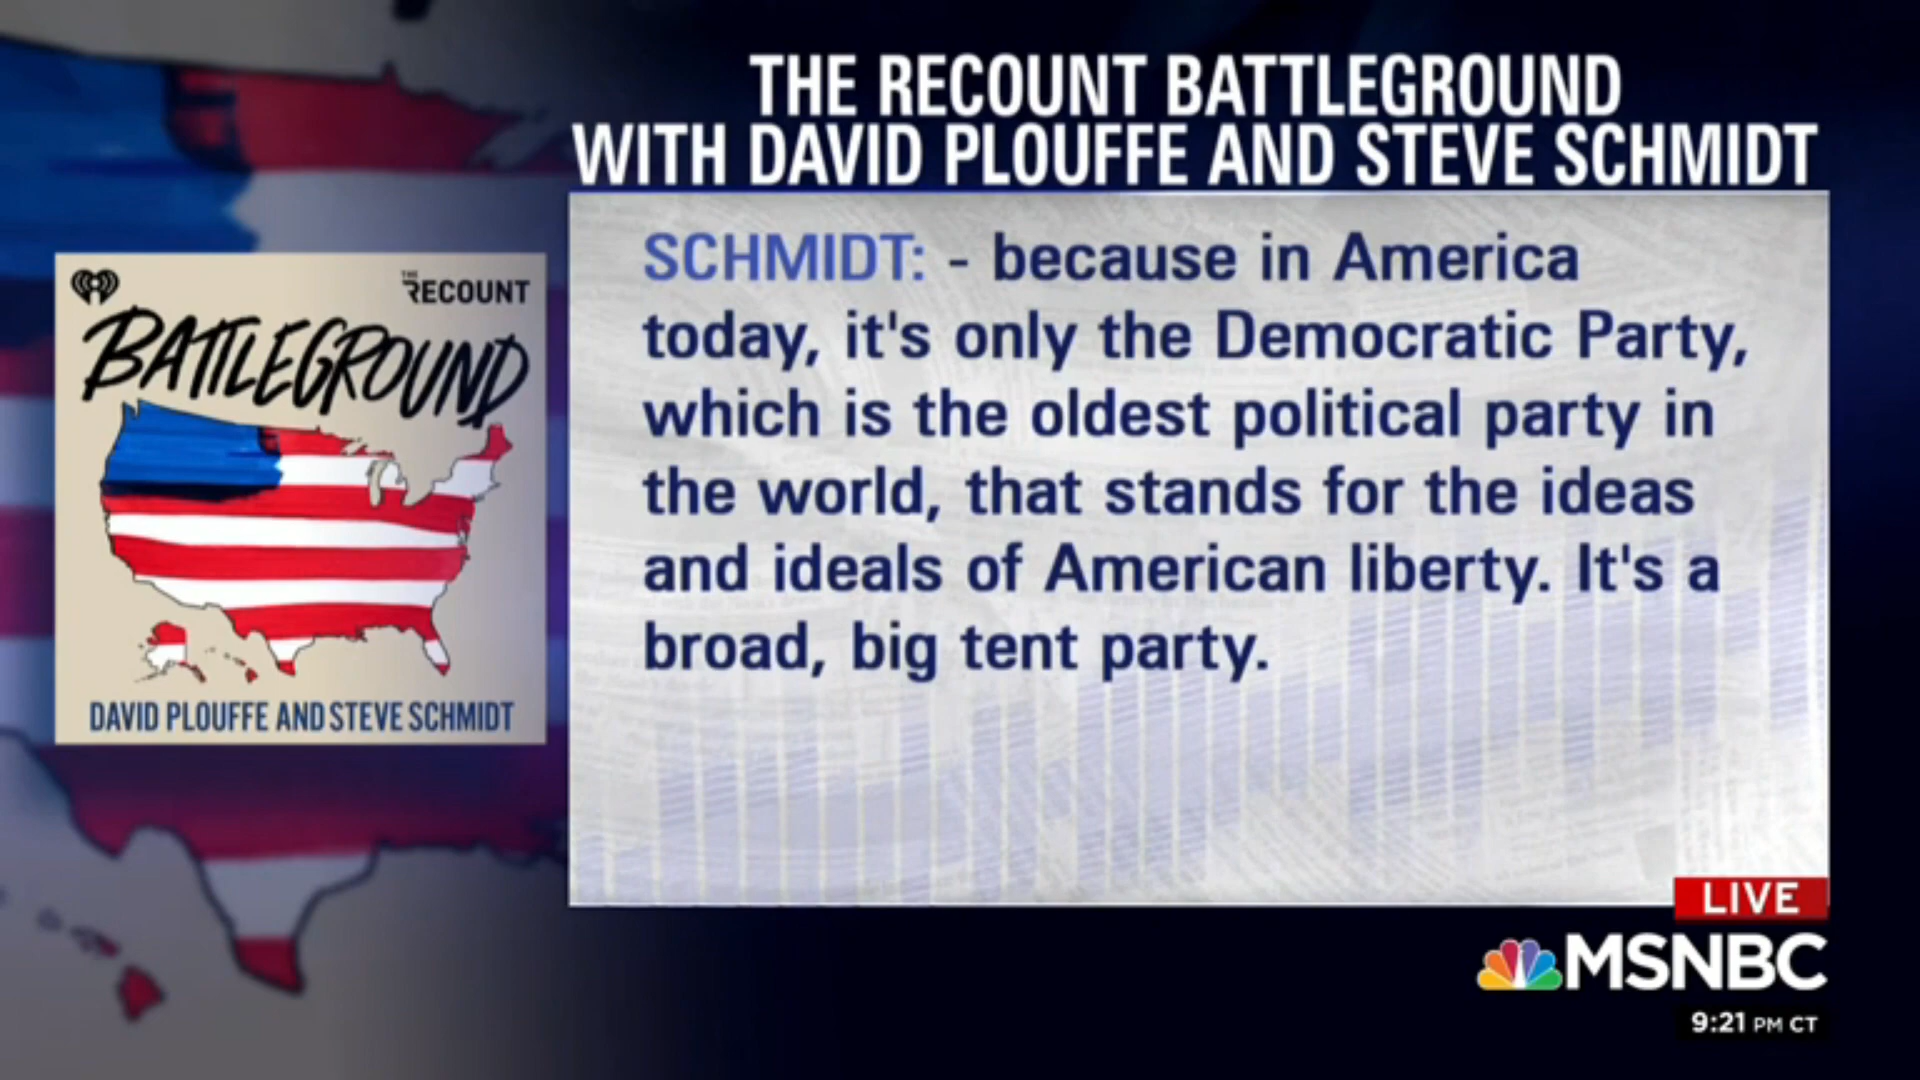 THE RECOUNT BATTLEGROUND
WITH DAVID PLOUFFE AND STEVE SCHMIDT
THE
RECOUNT
BATTLEGROUND
DAVID PLOUFFE AND STEVE SCHMIDT
SCHMIDT: - because in America
today, it's only the Democratic Party,
which is the oldest political party in
the world, that stands for the ideas
and ideals of American liberty. It's a
broad, big tent party.
LIVE
MSNBC
9:21 PM CT